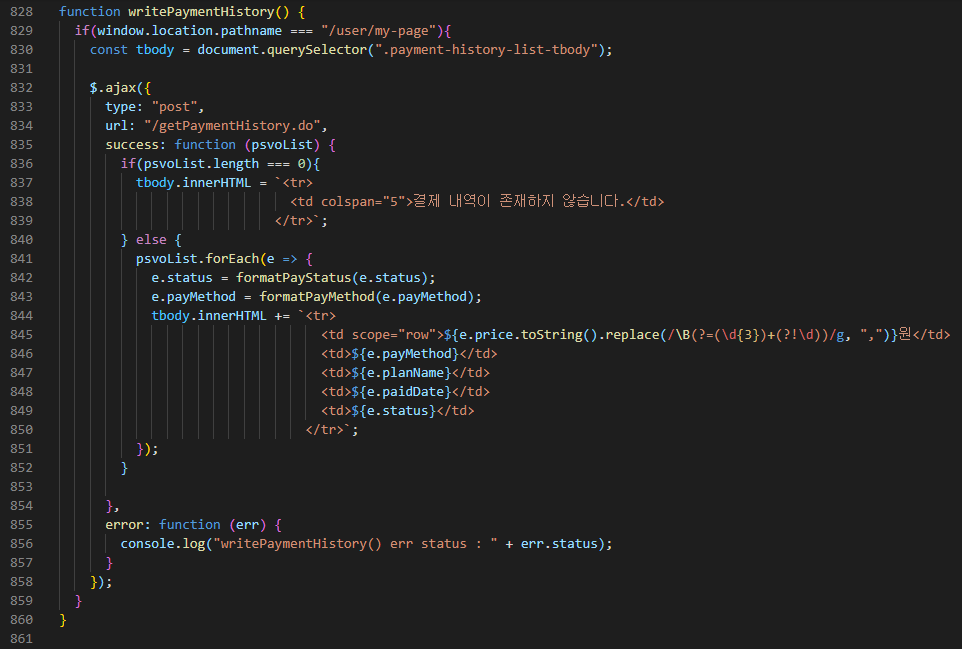 828 function writePaymentHistory() {
829 if(window.location.pathname === "/user/my-page"){
830 const tbody = document.querySelector(".payment-history-list-tbody");
831
832 $.ajax({
833 type: "post",
834 url: "/getPaymentHistory.do",
835 success: function (psvoList) {
836 if(psvoList.length === 0){
837 tbody.innerHTML = `<tr>
838 <td colspan="5">결제 내역이 존재하지 않습니다.</td>
839 </tr>`;
840 } else {
841 psvoList.forEach(e => {
842 e.status = formatPayStatus(e.status);
843 e.payMethod = formatPayMethod(e.payMethod);
844 tbody.innerHTML += `<tr>
845 <td scope="row">${e.price.toString().replace(/\B(?=(\d{3})+(?!\d))/g, ",")}원</td>
846 <td>${e.payMethod}</td>
847 <td>${e.planName}</td>
848 <td>${e.paidDate}</td>
849 <td>${e.status}</td>
850 </tr>`;
851 });
852 }
853
854 },
855 error: function (err) {
856 console.log("writePaymentHistory() err status : " + err.status);
857 }
858 });
859 }
860 }
861